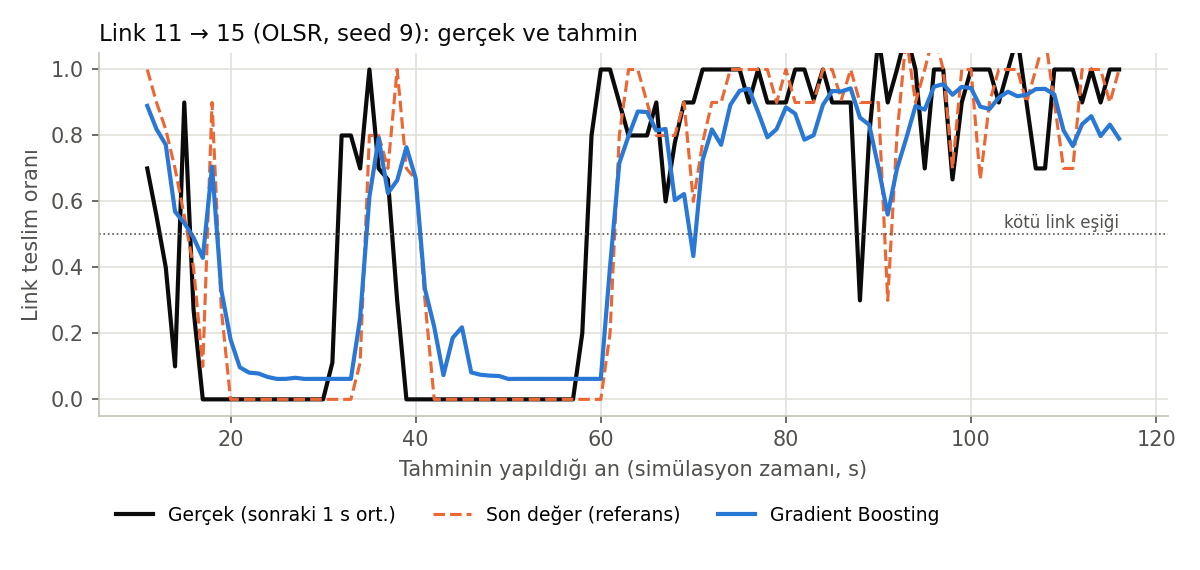 Link 11 → 15 (OLSR, seed 9): gerçek ve tahmin
Link teslim oranı
1.0
0.8
0.6
0.4
0.2
0.0
kötü link eşiği
20
40
60
80
100
120
Tahminin yapıldığı an (simülasyon zamanı, s)
Gerçek (sonraki 1 s ort.)
Son değer (referans)
Gradient Boosting